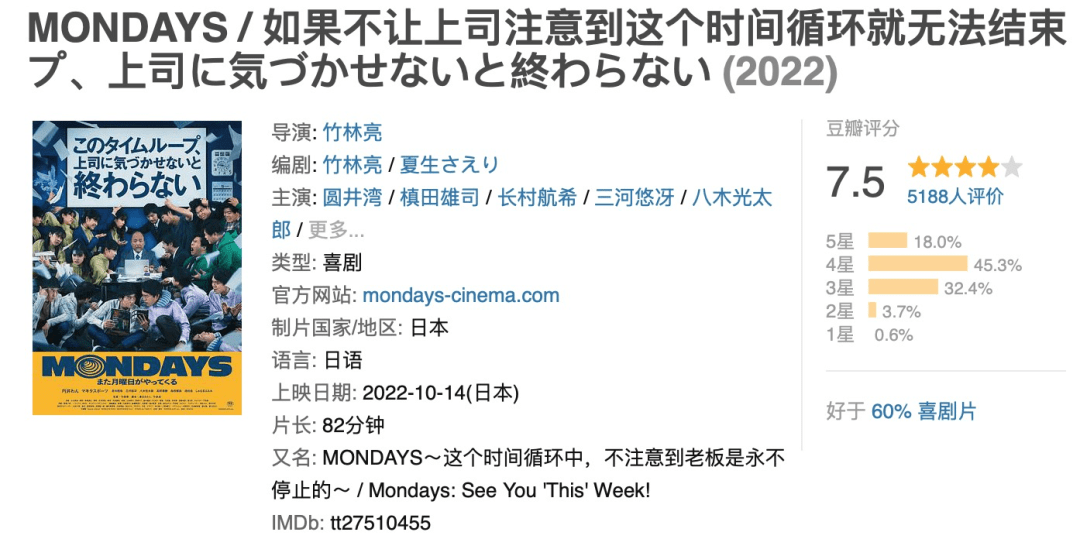 MONDAYS / 如果不让上司注意到这个时间循环就无法结束
プ、上司に気づかせないと終わらない (2022)
このタイムループ、
上司に気づかせないと
終わらない
MONDAYS
また月曜日がやってくる
导演: 竹林亮
编剧: 竹林亮 / 夏生さえり
主演: 圆井湾 / 槙田雄司 / 长村航希 / 三河悠冴 / 八木光太
郎 / 更多...
类型: 喜剧
官方网站: mondays-cinema.com
制片国家/地区: 日本
语言: 日语
上映日期: 2022-10-14(日本)
片长: 82分钟
又名: MONDAYS～这个时间循环中，不注意到老板是永不
停止的～ / Mondays: See You 'This' Week!
IMDb: tt27510455
豆瓣评分
7.5
5188人评价
5星 18.0%
4星 45.3%
3星 32.4%
2星 3.7%
1星 0.6%
好于 60% 喜剧片